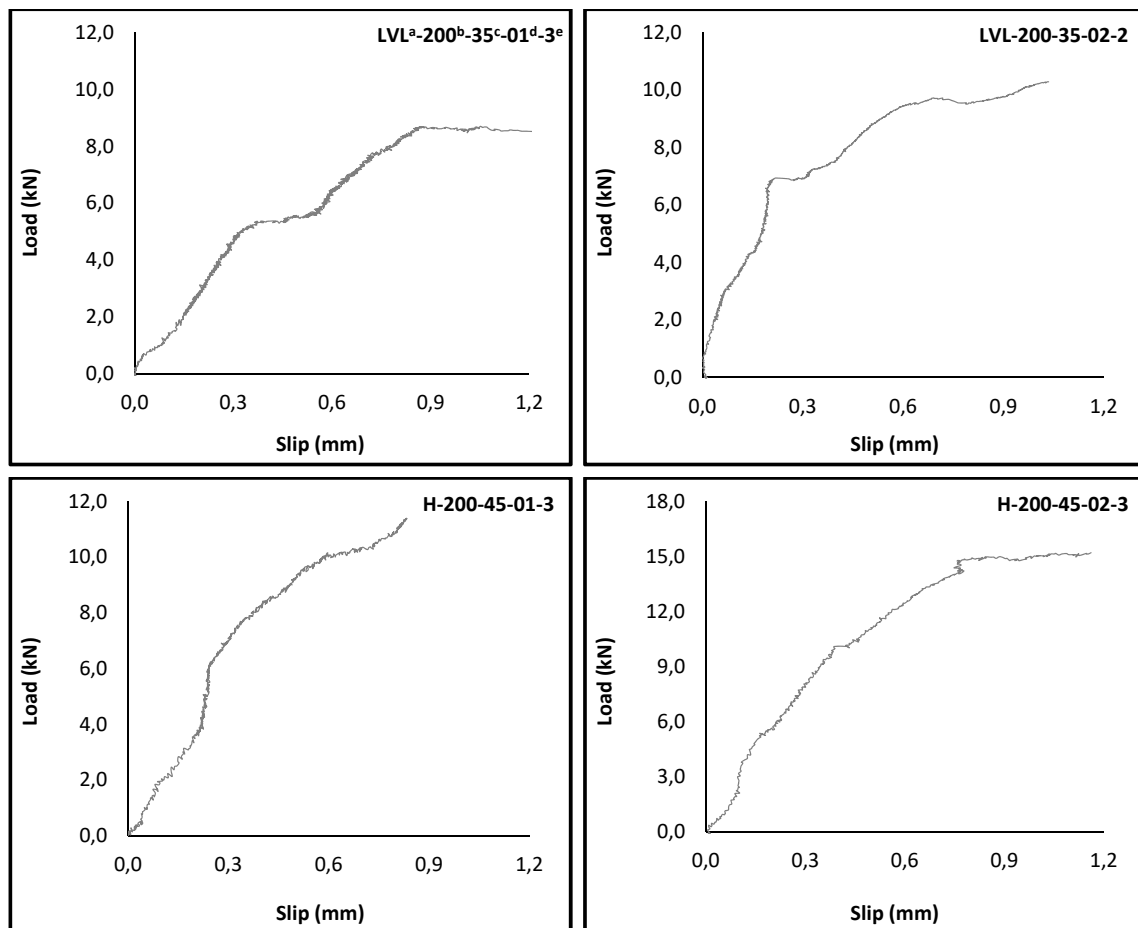 LVLᵃ-200ᵇ-35ᶜ-01ᵈ-3ᵉ
12,0
10,0
8,0
6,0
4,0
2,0
0,0
Load (kN)
0,0 0,3 0,6 0,9 1,2
Slip (mm)
LVL-200-35-02-2
12,0
10,0
8,0
6,0
4,0
2,0
0,0
Load (kN)
0,0 0,3 0,6 0,9 1,2
Slip (mm)
H-200-45-01-3
12,0
10,0
8,0
6,0
4,0
2,0
0,0
Load (kN)
0,0 0,3 0,6 0,9 1,2
Slip (mm)
H-200-45-02-3
18,0
15,0
12,0
9,0
6,0
3,0
0,0
Load (kN)
0,0 0,3 0,6 0,9 1,2
Slip (mm)